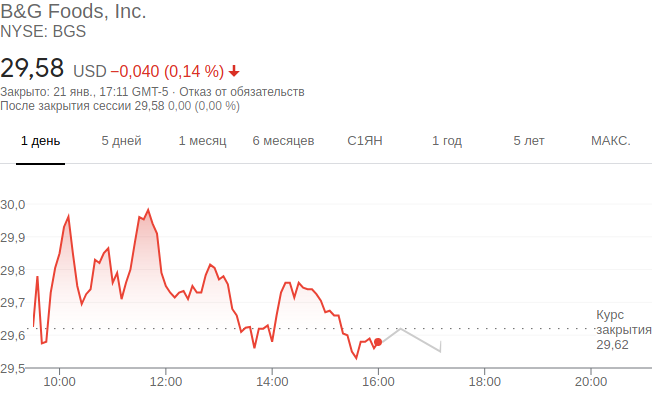 B&G Foods, Inc.
NYSE: BGS
29,58 USD −0,040 (0,14 %)
Закрыто: 21 янв., 17:11 GMT-5 · Отказ от обязательств
После закрытия сессии 29,58 0,00 (0,00 %)
1 день 5 дней 1 месяц 6 месяцев С1ЯН 1 год 5 лет МАКС.
30,0
29,9
29,8
29,7
29,6
29,5
Курс
закрытия
29,62
10:00 12:00 14:00 16:00 18:00 20:00